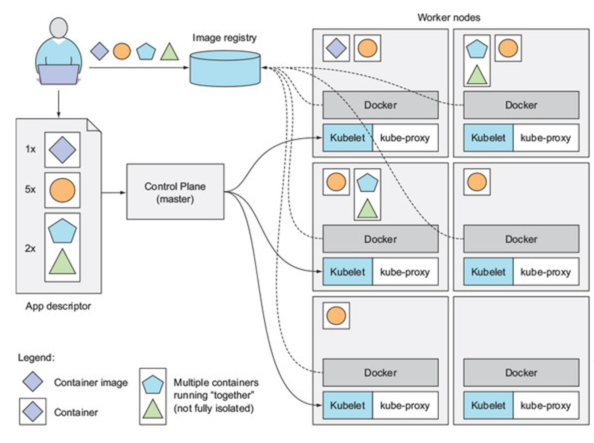 Worker nodes
Image registry
Docker
Kubelet kube-proxy
Docker
Kubelet kube-proxy
1x
5x
2x
App descriptor
Control Plane
(master)
Docker
Kubelet kube-proxy
Docker
Kubelet kube-proxy
Docker
Kubelet kube-proxy
Docker
Kubelet kube-proxy
Legend:
Container image
Container
Multiple containers
running "together"
(not fully isolated)